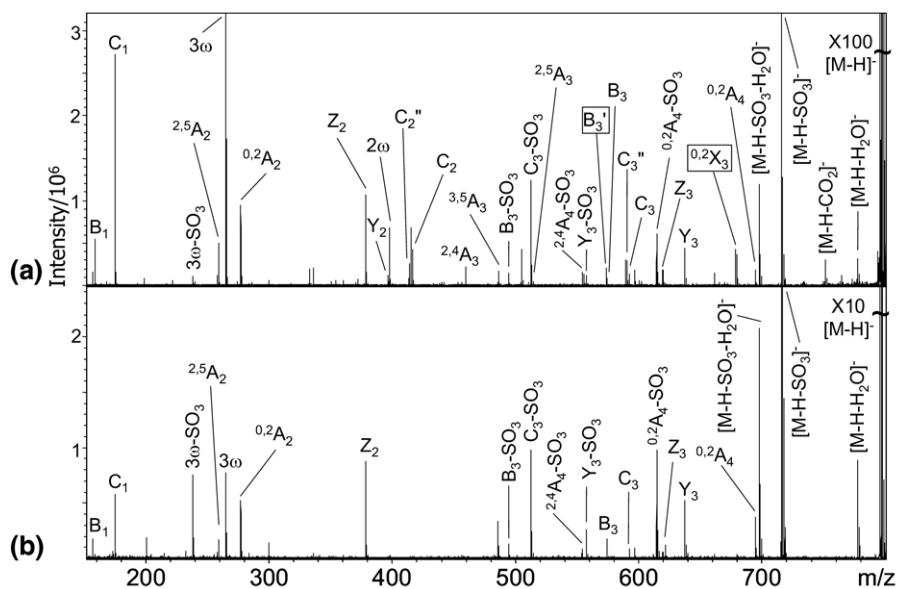 (a)
Intensity/10⁶
3
2
1
B₁
C₁
²,⁵A₂
3ω-SO₃
3ω
⁰,²A₂
Z₂
Y₂
2ω
C₂"
C₂
²,⁴A₃
³,⁵A₃
B₃-SO₃
C₃-SO₃
²,⁵A₃
²,⁴A₄-SO₃
Y₃-SO₃
B₃'
B₃
C₃"
C₃
⁰,²A₄-SO₃
Z₃
Y₃
⁰,²X₃
⁰,²A₄
[M-H-SO₃-H₂O]⁻
[M-H-SO₃]⁻
[M-H-CO₂]⁻
[M-H-H₂O]⁻
X100
[M-H]⁻
(b)
2
1
B₁
C₁
3ω-SO₃
²,⁵A₂
3ω
⁰,²A₂
Z₂
B₃-SO₃
C₃-SO₃
²,⁴A₄-SO₃
Y₃-SO₃
B₃
C₃
⁰,²A₄-SO₃
Z₃
Y₃
⁰,²A₄
[M-H-SO₃-H₂O]⁻
[M-H-SO₃]⁻
[M-H-H₂O]⁻
X10
[M-H]⁻
200 300 400 500 600 700 m/z